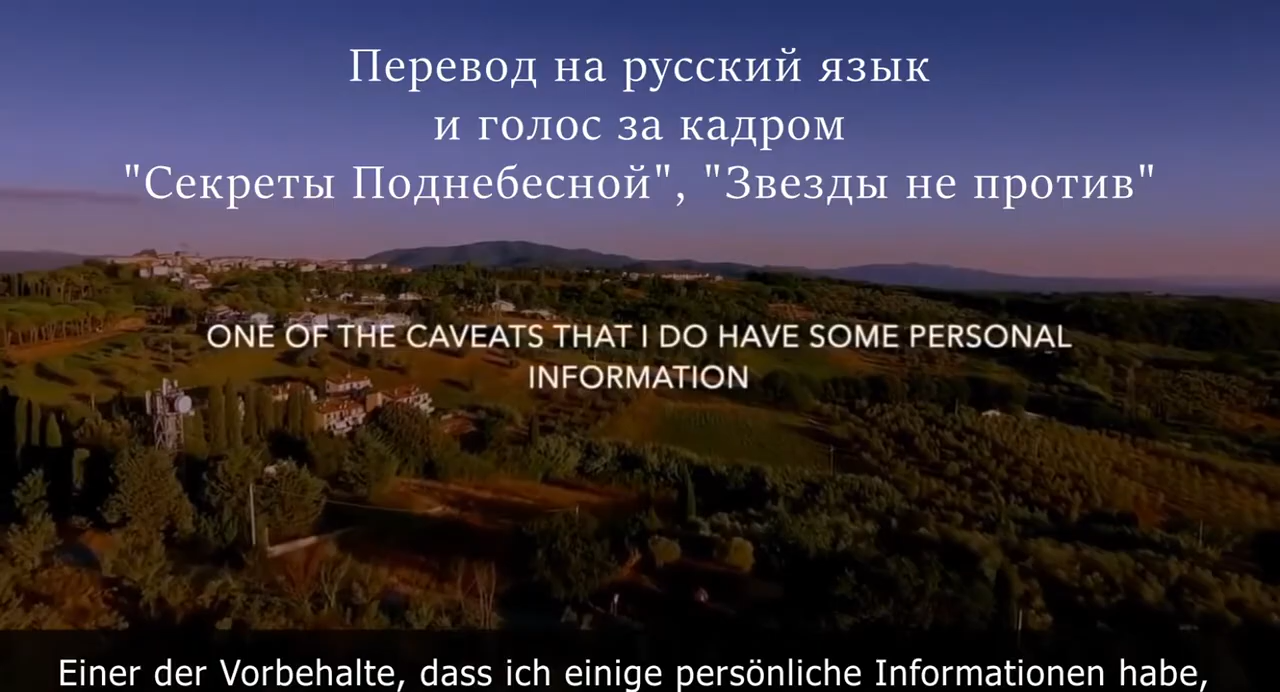 Перевод на русский язык
и голос за кадром
"Секреты Поднебесной", "Звезды не против"
ONE OF THE CAVEATS THAT I DO HAVE SOME PERSONAL
INFORMATION
Einer der Vorbehalte, dass ich einige persönliche Informationen habe,